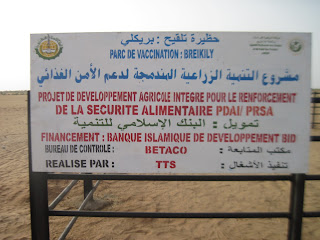 حظيرة تلقيح : بريكلي
PARC DE VACCINATION: BREIKILY
مشروع التنمية الزراعية المندمجة لدعم الأمن الغذائي
PROJET DE DEVELOPPEMENT AGRICOLE INTEGRE POUR LE RENFORCEMENT
DE LA SECURITE ALIMENTAIRE PDAI/ PRSA
تمويل : البنك الإسلامي للتنمية
FINANCEMENT : BANQUE ISLAMIQUE DE DEVELOPPEMENT BID
BUREAU DE CONTROLE : BETACO مكتب المتابعة :
REALISE PAR : TTS تنفيذ الأشغال :